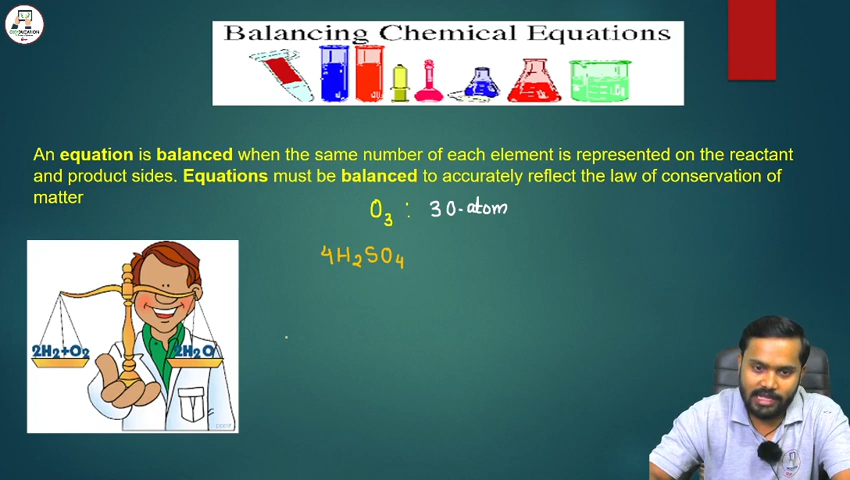 Balancing Chemical Equations
An equation is balanced when the same number of each element is represented on the reactant
and product sides. Equations must be balanced to accurately reflect the law of conservation of
matter
O₃ : 3 O-atom
4H₂SO₄
2H₂+O₂
2H₂O